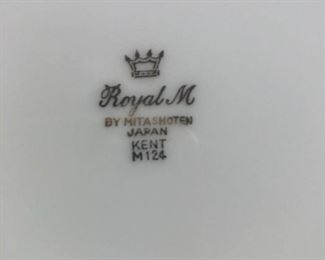 Royal M
BY MITASHOTEN
JAPAN
KENT
M124